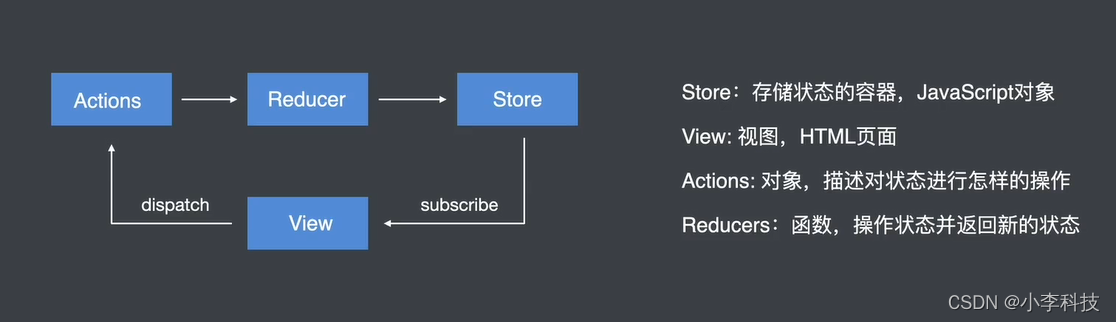 Actions
Reducer
Store
dispatch
View
subscribe
Store：存储状态的容器，JavaScript对象
View: 视图，HTML页面
Actions: 对象，描述对状态进行怎样的操作
Reducers：函数，操作状态并返回新的状态
CSDN @小李科技